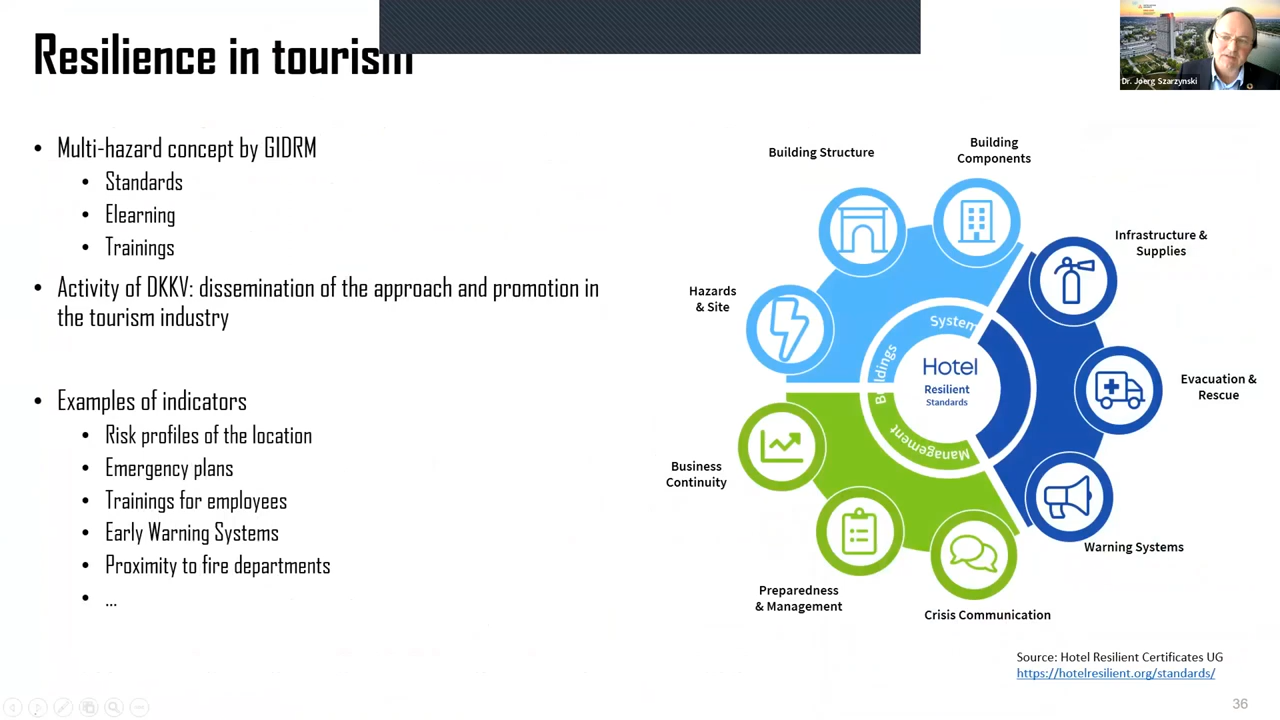 Resilience in tourism
Dr. Joerg Szarzynski
• Multi-hazard concept by GIDRM
• Standards
• Elearning
• Trainings
• Activity of DKKV: dissemination of the approach and promotion in
the tourism industry
• Examples of indicators
• Risk profiles of the location
• Emergency plans
• Trainings for employees
• Early Warning Systems
• Proximity to fire departments
• ...
Building Structure
Building
Components
Infrastructure &
Supplies
Hazards
& Site
Evacuation &
Rescue
Business
Continuity
Warning Systems
Preparedness
& Management
Crisis Communication
System
Management
Hotel
Resilient
Standards
Source: Hotel Resilient Certificates UG
https://hotelresilient.org/standards/
36